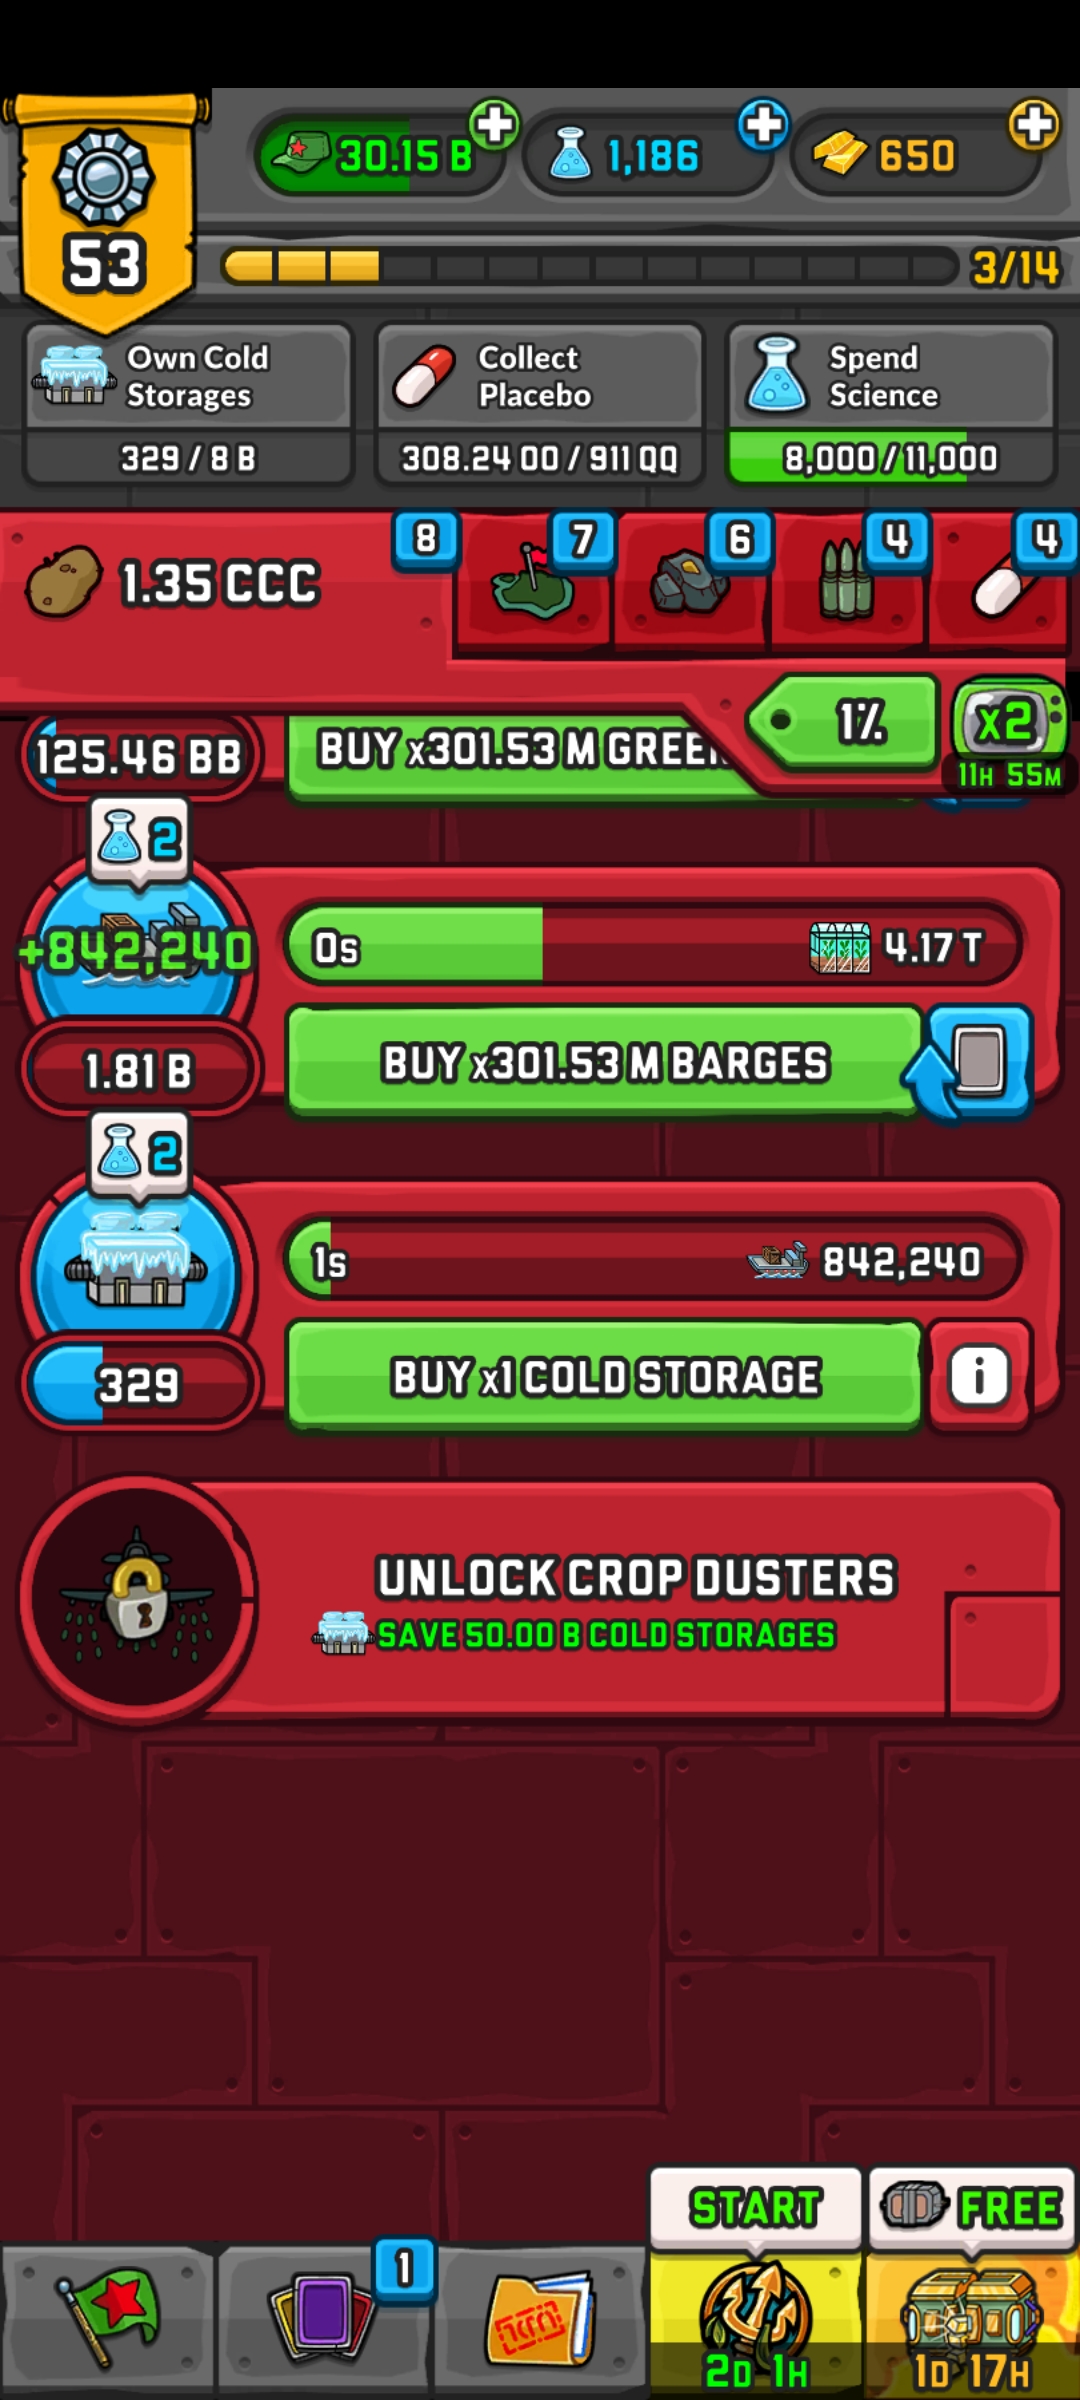 30.15 B
1,186
650
53
3/14
Own Cold
Storages
329 / 8 B
Collect
Placebo
308.24 OO / 911 QQ
Spend
Science
8,000 / 11,000
1.35 CCC
8
7
6
4
4
1%
x2
11H 55M
125.46 BB
BUY x301.53 M GREEN
2
+842,240
0s
4.17 T
1.81 B
BUY x301.53 M BARGES
2
1s
842,240
329
BUY x1 COLD STORAGE
i
UNLOCK CROP DUSTERS
SAVE 50.00 B COLD STORAGES
START
FREE
1
2D 1H
1D 17H